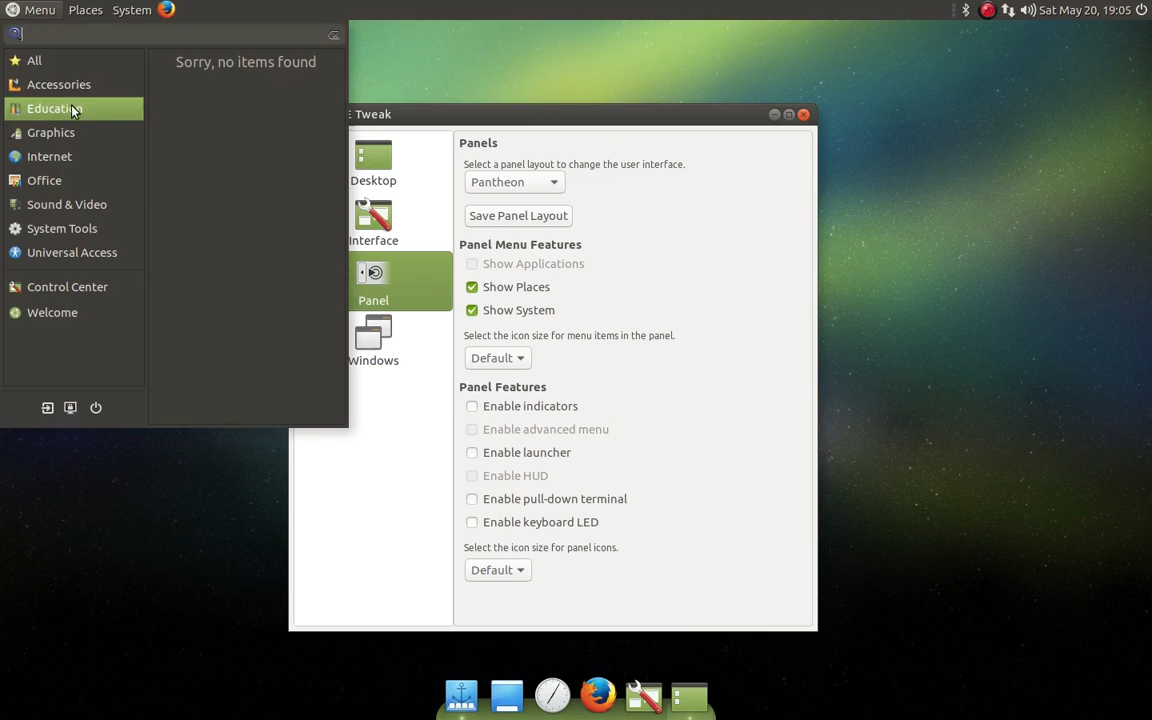 Menu Places System Sat May 20, 19:05
Sorry, no items found
All
Accessories
Education
Graphics
Internet
Office
Sound & Video
System Tools
Universal Access
Control Center
Welcome
E Tweak
Desktop
Interface
Panel
Windows
Panels
Select a panel layout to change the user interface.
Pantheon
Save Panel Layout
Panel Menu Features
Show Applications
Show Places
Show System
Select the icon size for menu items in the panel.
Default
Panel Features
Enable indicators
Enable advanced menu
Enable launcher
Enable HUD
Enable pull-down terminal
Enable keyboard LED
Select the icon size for panel icons.
Default